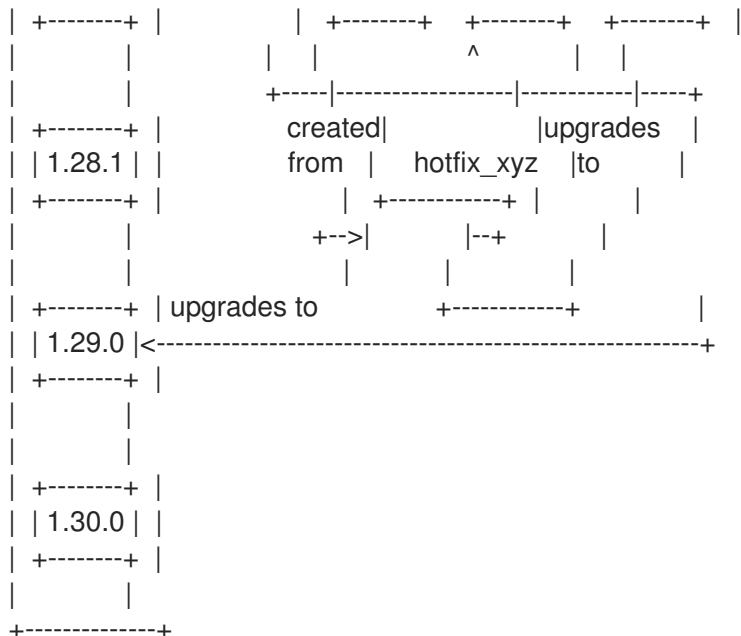 | +--------+ | | +--------+ +--------+ +--------+ |
| | | | ^ | |
| | +-----|-------------------|------------|-----+
| +--------+ | created| |upgrades |
| | 1.28.1 | | from | hotfix_xyz |to |
| +--------+ | | +------------+ | |
| | +-->| |--+ |
| | | | |
| +--------+ | upgrades to +------------+ |
| | 1.29.0 |<----------------------------------------------------------+
| +--------+ |
| |
| |
| +--------+ |
| | 1.30.0 | |
| +--------+ |
| |
+---------------+